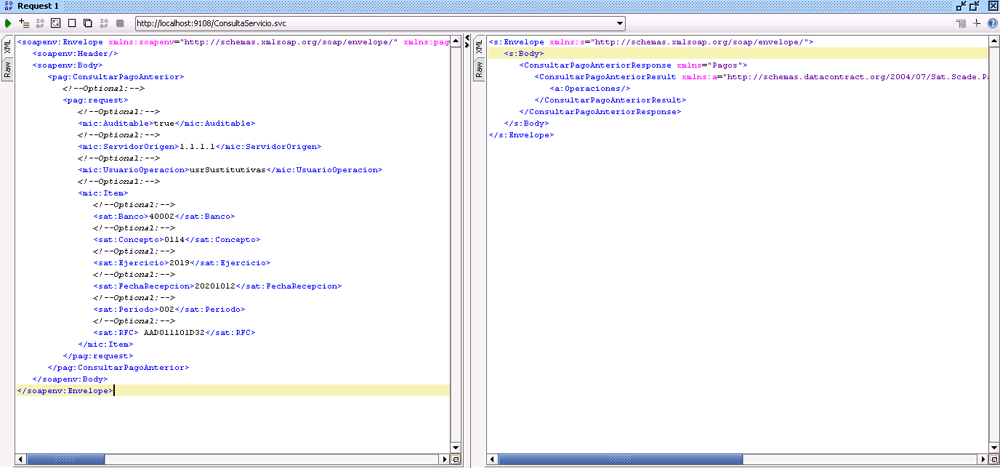 Request 1
http://localhost:9108/ConsultaServicio.svc
XML
Raw
<soapenv:Envelope xmlns:soapenv="http://schemas.xmlsoap.org/soap/envelope/" xmlns:pag
<soapenv:Header/>
<soapenv:Body>
<pag:ConsultarPagoAnterior>
<!--Optional:-->
<pag:request>
<!--Optional:-->
<mic:Auditable>true</mic:Auditable>
<!--Optional:-->
<mic:ServidorOrigen>1.1.1.1</mic:ServidorOrigen>
<!--Optional:-->
<mic:UsuarioOperacion>usrSustitutivas</mic:UsuarioOperacion>
<!--Optional:-->
<mic:Item>
<!--Optional:-->
<sat:Banco>40002</sat:Banco>
<!--Optional:-->
<sat:Concepto>0114</sat:Concepto>
<!--Optional:-->
<sat:Ejercicio>2019</sat:Ejercicio>
<!--Optional:-->
<sat:FechaRecepcion>20201012</sat:FechaRecepcion>
<!--Optional:-->
<sat:Periodo>002</sat:Periodo>
<!--Optional:-->
<sat:RFC> AAD011101D32</sat:RFC>
</mic:Item>
</pag:request>
</pag:ConsultarPagoAnterior>
</soapenv:Body>
</soapenv:Envelope>
XML
Raw
<s:Envelope xmlns:s="http://schemas.xmlsoap.org/soap/envelope/">
<s:Body>
<ConsultarPagoAnteriorResponse xmlns="Pagos">
<ConsultarPagoAnteriorResult xmlns:a="http://schemas.datacontract.org/2004/07/Sat.Scade.Pa
<a:Operaciones/>
</ConsultarPagoAnteriorResult>
</ConsultarPagoAnteriorResponse>
</s:Body>
</s:Envelope>